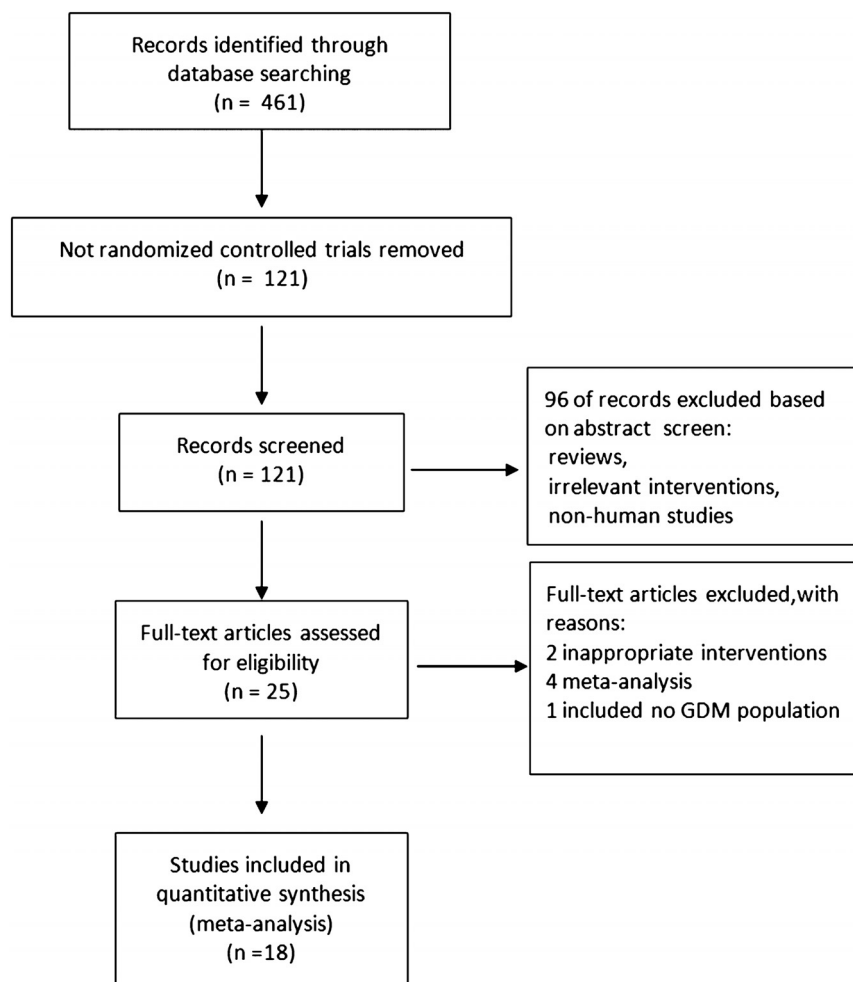 Records identified through
database searching
(n = 461)
Not randomized controlled trials removed
(n = 121)
Records screened
(n = 121)
96 of records excluded based
on abstract screen:
reviews,
irrelevant interventions,
non-human studies
Full-text articles assessed
for eligibility
(n = 25)
Full-text articles excluded,with
reasons:
2 inappropriate interventions
4 meta-analysis
1 included no GDM population
Studies included in
quantitative synthesis
(meta-analysis)
(n =18)